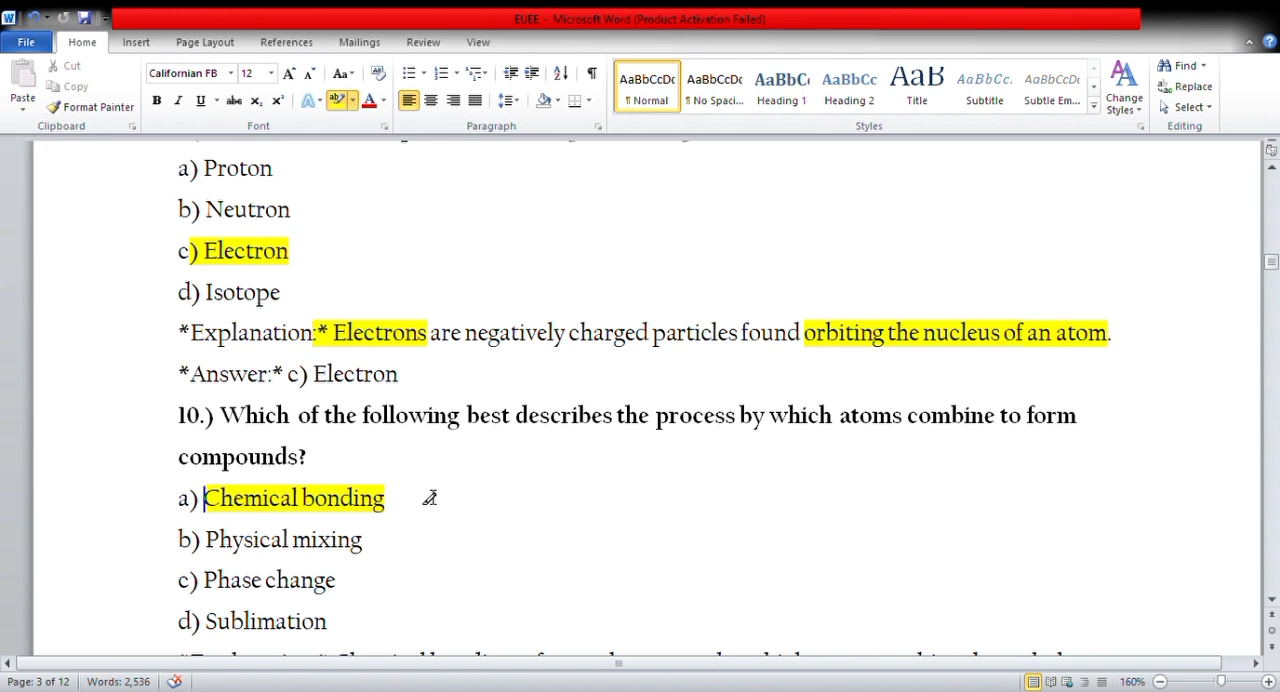 EUEE - Microsoft Word (Product Activation Failed)
File Home Insert Page Layout References Mailings Review View
Paste
Cut
Copy
Format Painter
Clipboard
Californian FB 12
Font
Paragraph
AaBbCcDc AaBbCcDc AaBbC AaBbCc AaB AaBbCc. AaBbCcDc
¶ Normal ¶ No Spaci... Heading 1 Heading 2 Title Subtitle Subtle Em...
Styles
Change Styles
Find
Replace
Select
Editing
a) Proton
b) Neutron
c) Electron
d) Isotope
*Explanation:* Electrons are negatively charged particles found orbiting the nucleus of an atom.
*Answer:* c) Electron
10.) Which of the following best describes the process by which atoms combine to form
compounds?
a) Chemical bonding
b) Physical mixing
c) Phase change
d) Sublimation
Page: 3 of 12 Words: 2,536 160%